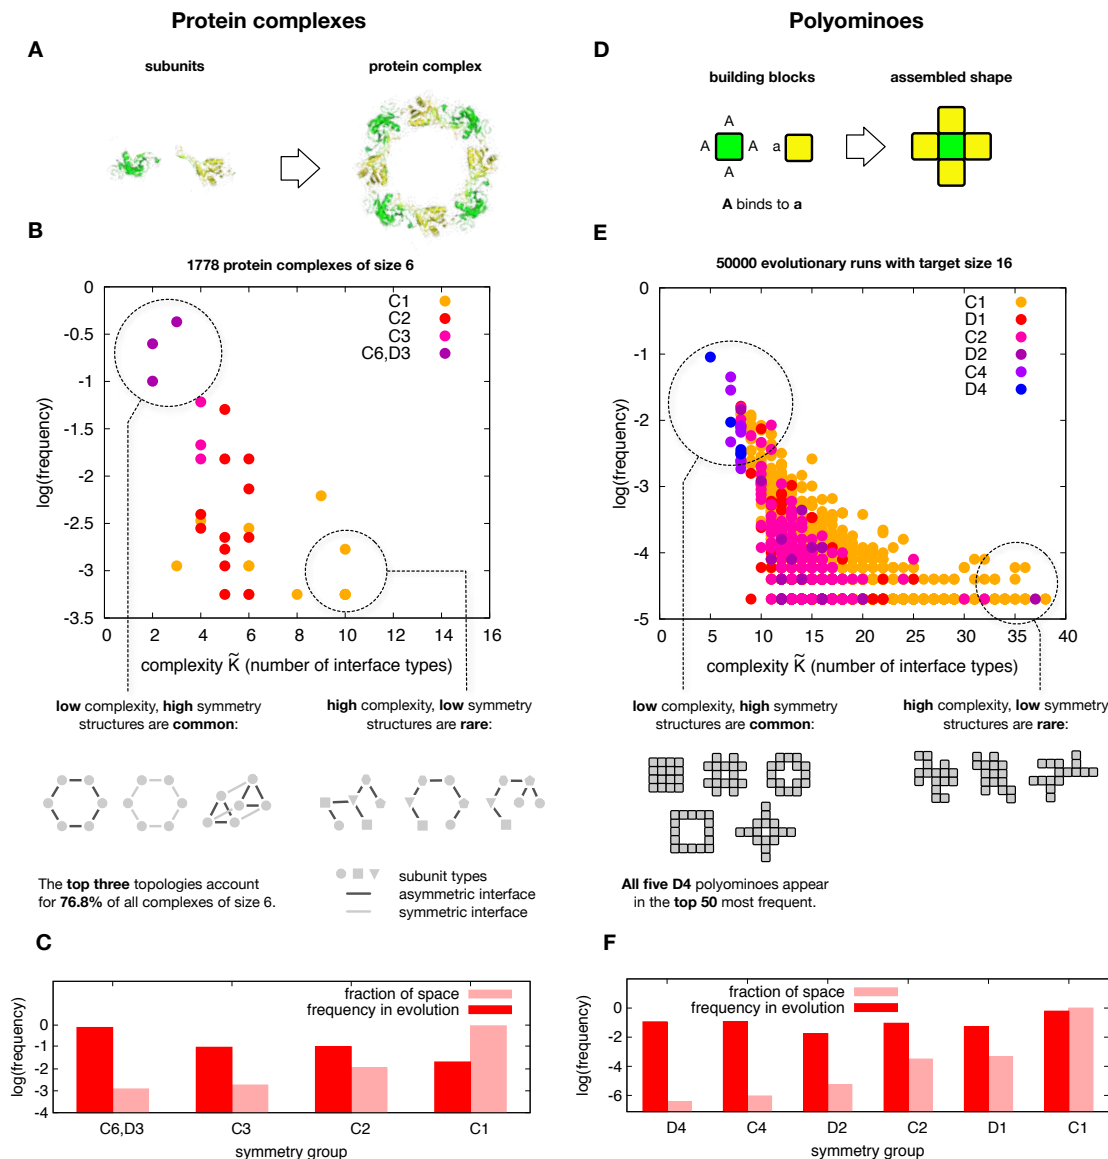 Protein complexes
Polyominoes
A
subunits
protein complex
D
building blocks
assembled shape
A
A
A
A
a
A binds to a
B
1778 protein complexes of size 6
0
-0.5
-1
-1.5
-2
-2.5
-3
-3.5
log(frequency)
C1
C2
C3
C6,D3
0
2
4
6
8
10
12
14
16
complexity K̃ (number of interface types)
low complexity, high symmetry
structures are common:
high complexity, low symmetry
structures are rare:
The top three topologies account
for 76.8% of all complexes of size 6.
subunit types
asymmetric interface
symmetric interface
E
50000 evolutionary runs with target size 16
0
-1
-2
-3
-4
-5
log(frequency)
C1
D1
C2
D2
C4
D4
0
5
10
15
20
25
30
35
40
complexity K̃ (number of interface types)
low complexity, high symmetry
structures are common:
high complexity, low symmetry
structures are rare:
All five D4 polyominoes appear
in the top 50 most frequent.
C
log(frequency)
0
-1
-2
-3
-4
fraction of space
frequency in evolution
C6,D3
C3
C2
C1
symmetry group
F
log(frequency)
0
-2
-4
-6
fraction of space
frequency in evolution
D4
C4
D2
C2
D1
C1
symmetry group